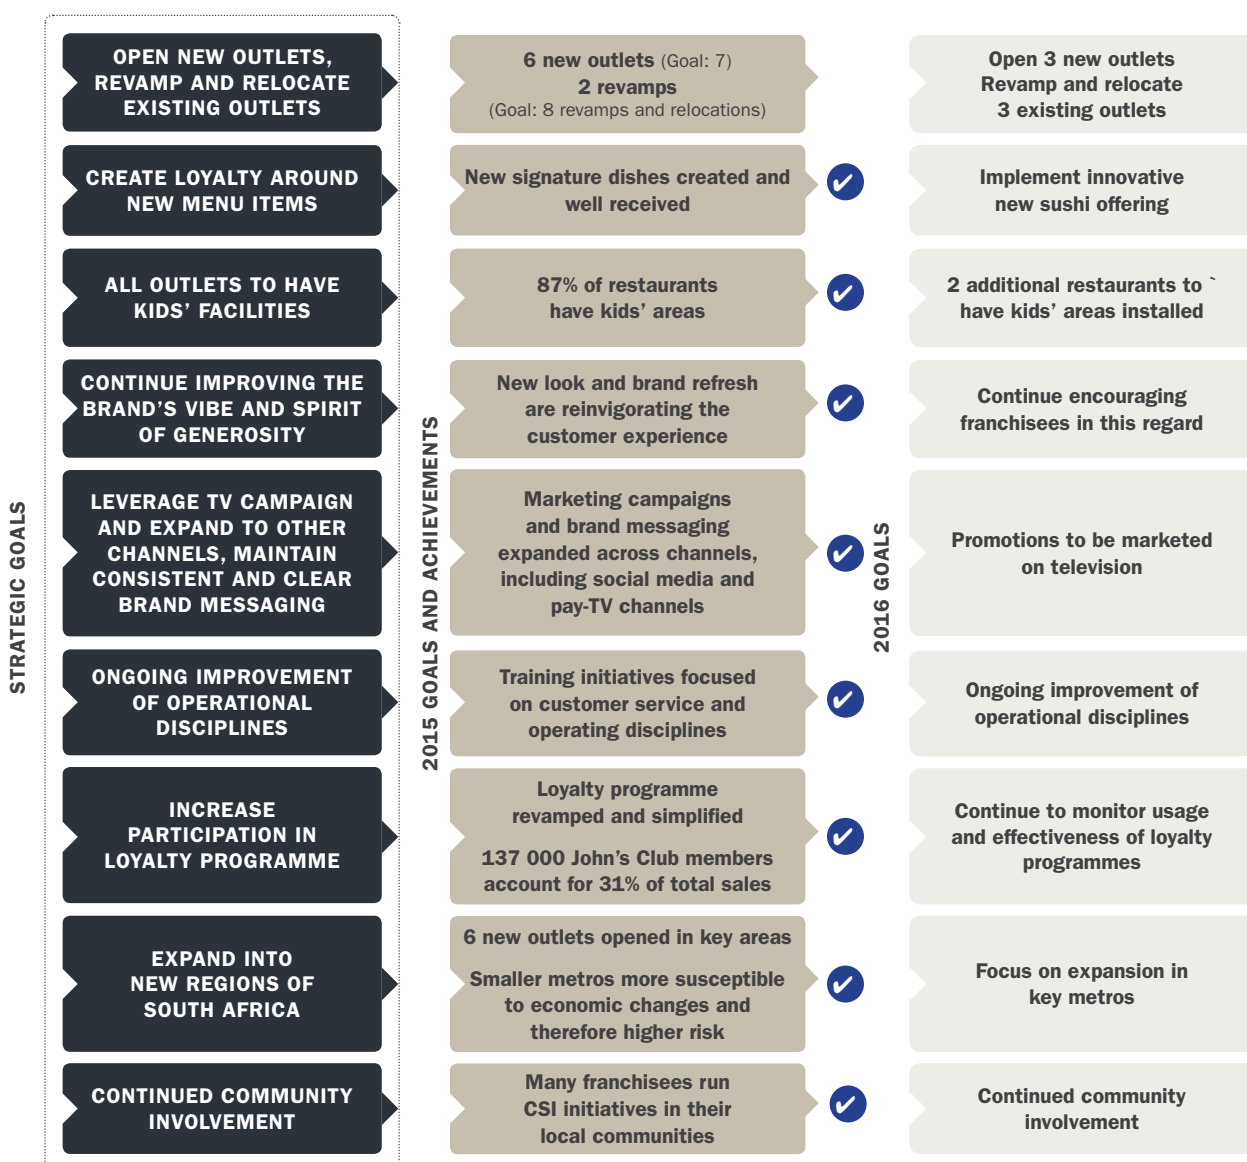 STRATEGIC GOALS
OPEN NEW OUTLETS,
REVAMP AND RELOCATE
EXISTING OUTLETS
CREATE LOYALTY AROUND
NEW MENU ITEMS
ALL OUTLETS TO HAVE
KIDS’ FACILITIES
CONTINUE IMPROVING THE
BRAND’S VIBE AND SPIRIT
OF GENEROSITY
LEVERAGE TV CAMPAIGN
AND EXPAND TO OTHER
CHANNELS, MAINTAIN
CONSISTENT AND CLEAR
BRAND MESSAGING
ONGOING IMPROVEMENT
OF OPERATIONAL
DISCIPLINES
INCREASE
PARTICIPATION IN
LOYALTY PROGRAMME
EXPAND INTO
NEW REGIONS OF
SOUTH AFRICA
CONTINUED COMMUNITY
INVOLVEMENT
2015 GOALS AND ACHIEVEMENTS
6 new outlets (Goal: 7)
2 revamps
(Goal: 8 revamps and relocations)
New signature dishes created and
well received
87% of restaurants
have kids’ areas
New look and brand refresh
are reinvigorating the
customer experience
Marketing campaigns
and brand messaging
expanded across channels,
including social media and
pay-TV channels
Training initiatives focused
on customer service and
operating disciplines
Loyalty programme
revamped and simplified
137 000 John’s Club members
account for 31% of total sales
6 new outlets opened in key areas
Smaller metros more susceptible
to economic changes and
therefore higher risk
Many franchisees run
CSI initiatives in their
local communities
2016 GOALS
Open 3 new outlets
Revamp and relocate
3 existing outlets
Implement innovative
new sushi offering
2 additional restaurants to `
have kids’ areas installed
Continue encouraging
franchisees in this regard
Promotions to be marketed
on television
Ongoing improvement of
operational disciplines
Continue to monitor usage
and effectiveness of loyalty
programmes
Focus on expansion in
key metros
Continued community
involvement